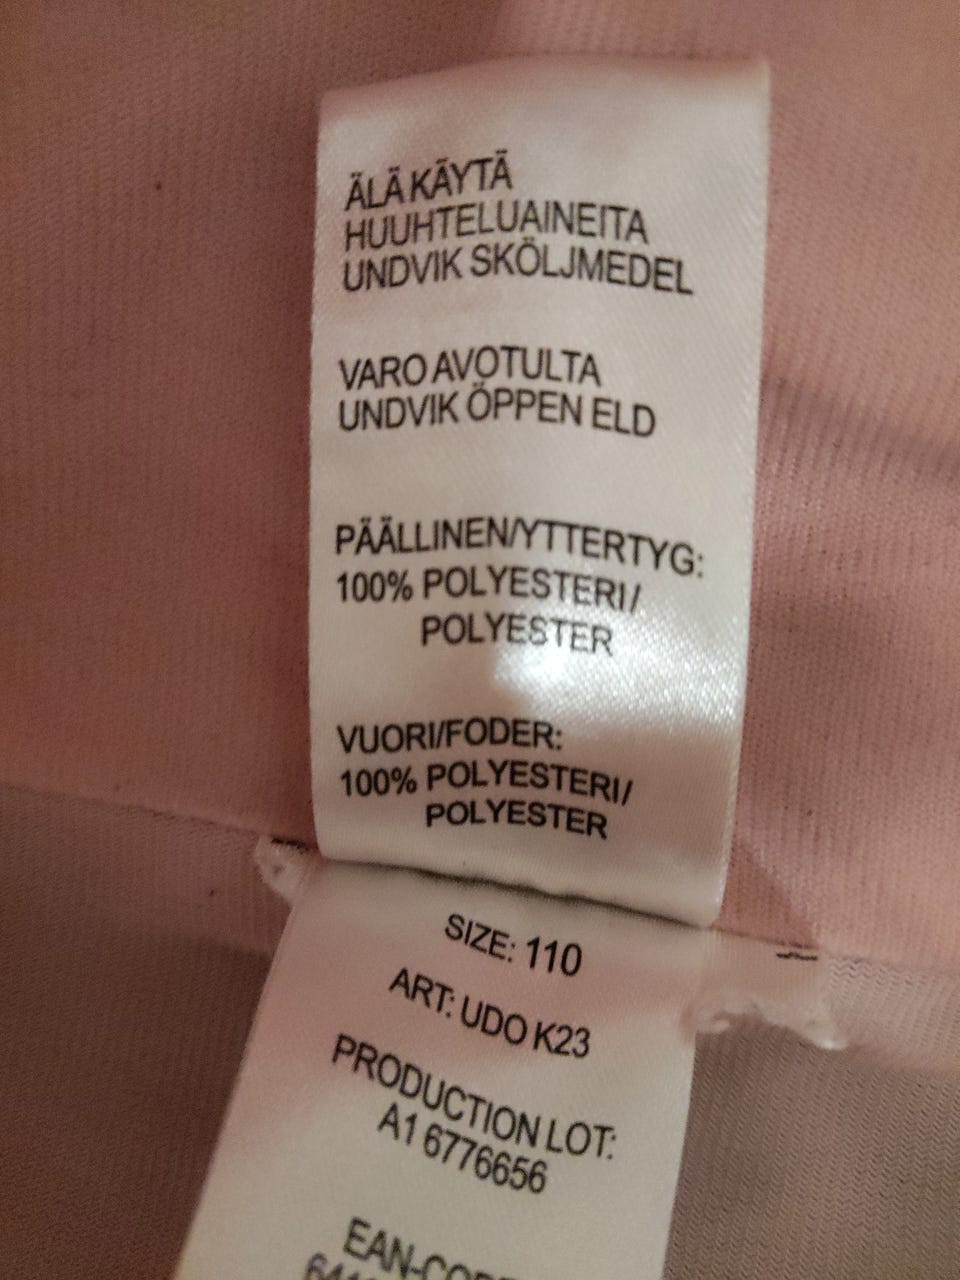 ÄLÄ KÄYTÄ
HUUHTELUAINEITA
UNDVIK SKÖLJMEDEL
VARO AVOTULTA
UNDVIK ÖPPEN ELD
PÄÄLLINEN/YTTERTYG:
100% POLYESTERI/
POLYESTER
VUORI/FODER:
100% POLYESTERI/
POLYESTER
SIZE: 110
ART: UDO K23
PRODUCTION LOT:
A1 6776656